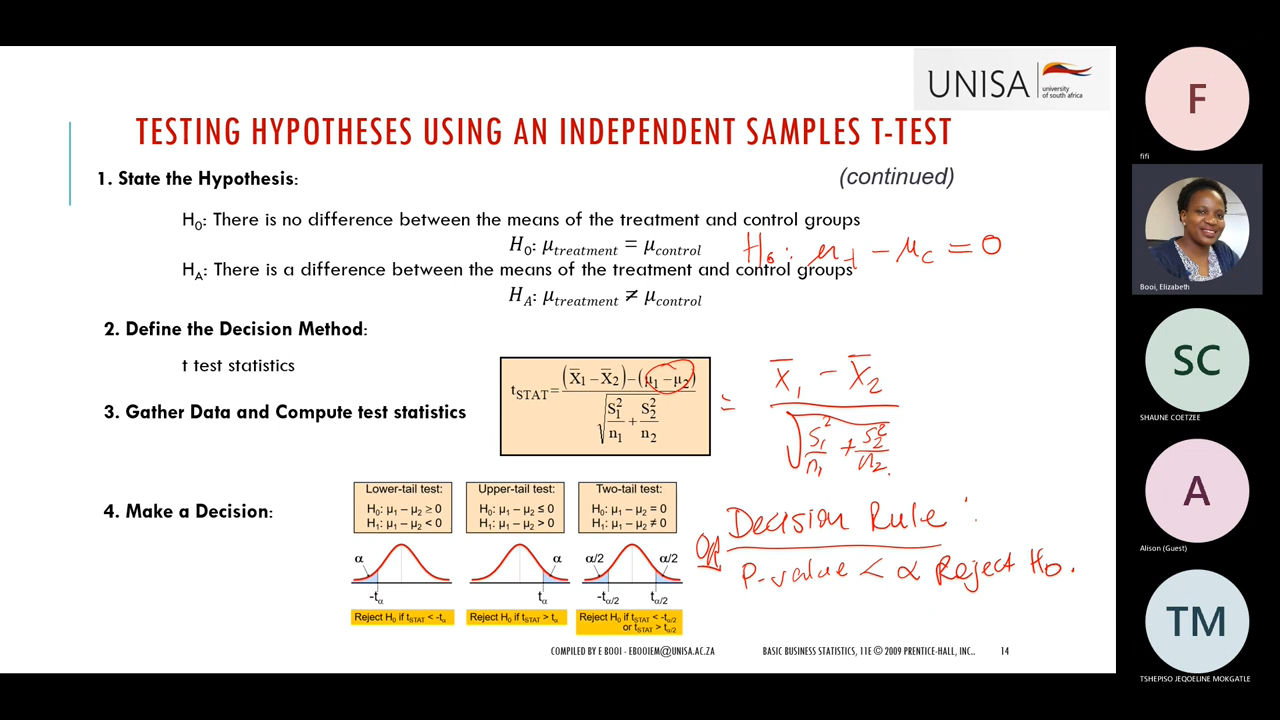 UNISA
university
of south africa
TESTING HYPOTHESES USING AN INDEPENDENT SAMPLES T-TEST
1. State the Hypothesis:
(continued)
H0: There is no difference between the means of the treatment and control groups
H0: μtreatment = μcontrol
H0: μt − μc = 0
HA: There is a difference between the means of the treatment and control groups
HA: μtreatment ≠ μcontrol
2. Define the Decision Method:
t test statistics
3. Gather Data and Compute test statistics
tSTAT = ((X̄1 − X̄2) − (μ1 − μ2)) / √(S1²/n1 + S2²/n2)
= (X̄1 − X̄2) / √(S1²/n1 + S2²/n2)
4. Make a Decision:
Lower-tail test:
H0: μ1 − μ2 ≥ 0
H1: μ1 − μ2 < 0
α
-tα
Reject H0 if tSTAT < -tα
Upper-tail test:
H0: μ1 − μ2 ≤ 0
H1: μ1 − μ2 > 0
α
tα
Reject H0 if tSTAT > tα
Two-tail test:
H0: μ1 − μ2 = 0
H1: μ1 − μ2 ≠ 0
α/2 α/2
-tα/2 tα/2
Reject H0 if tSTAT < -tα/2
or tSTAT > tα/2
Decision Rule :
OR
P-value < α Reject H0.
COMPILED BY E BOOI - EBOOIEM@UNISA.AC.ZA
BASIC BUSINESS STATISTICS, 11E © 2009 PRENTICE-HALL, INC..
14
F
fifi
Booi, Elizabeth
SC
SHAUNE COETZEE
A
Alison (Guest)
TM
TSHEPISO JEQOELINE MOKGATLE